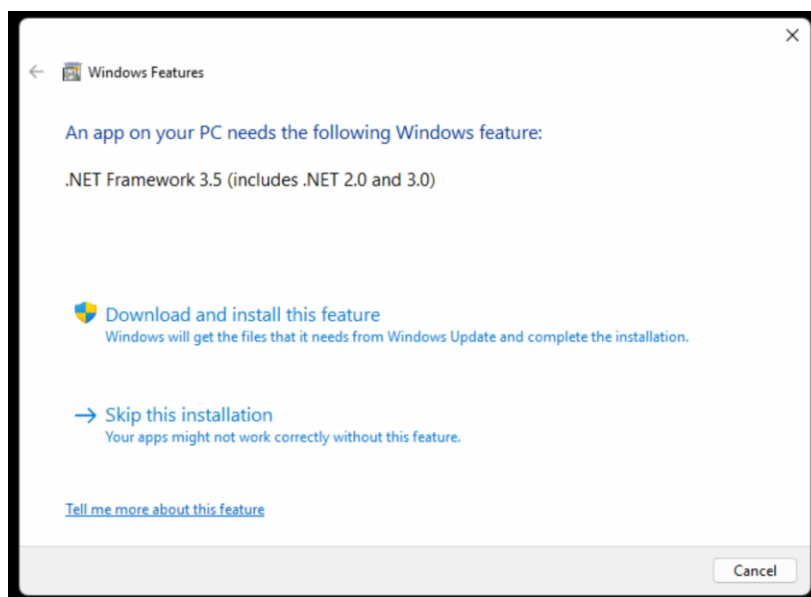 Windows Features
An app on your PC needs the following Windows feature:
.NET Framework 3.5 (includes .NET 2.0 and 3.0)
Download and install this feature
Windows will get the files that it needs from Windows Update and complete the installation.
Skip this installation
Your apps might not work correctly without this feature.
Tell me more about this feature
Cancel